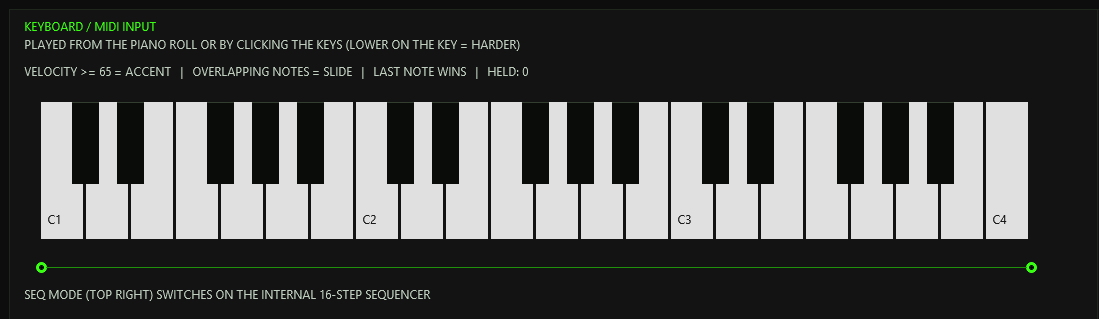 KEYBOARD / MIDI INPUT
PLAYED FROM THE PIANO ROLL OR BY CLICKING THE KEYS (LOWER ON THE KEY = HARDER)
VELOCITY >= 65 = ACCENT | OVERLAPPING NOTES = SLIDE | LAST NOTE WINS | HELD: 0
C1 C2 C3 C4
SEQ MODE (TOP RIGHT) SWITCHES ON THE INTERNAL 16-STEP SEQUENCER